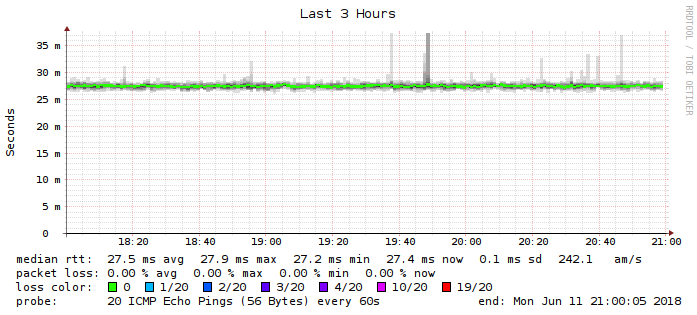 Last 3 Hours
RRDTOOL / TOBI OETIKER
Seconds
35 m
30 m
25 m
20 m
15 m
10 m
5 m
0
18:20 18:40 19:00 19:20 19:40 20:00 20:20 20:40 21:00
median rtt: 27.5 ms avg 27.9 ms max 27.2 ms min 27.4 ms now 0.1 ms sd 242.1 am/s
packet loss: 0.00 % avg 0.00 % max 0.00 % min 0.00 % now
loss color: 0 1/20 2/20 3/20 4/20 10/20 19/20
probe: 20 ICMP Echo Pings (56 Bytes) every 60s end: Mon Jun 11 21:00:05 2018